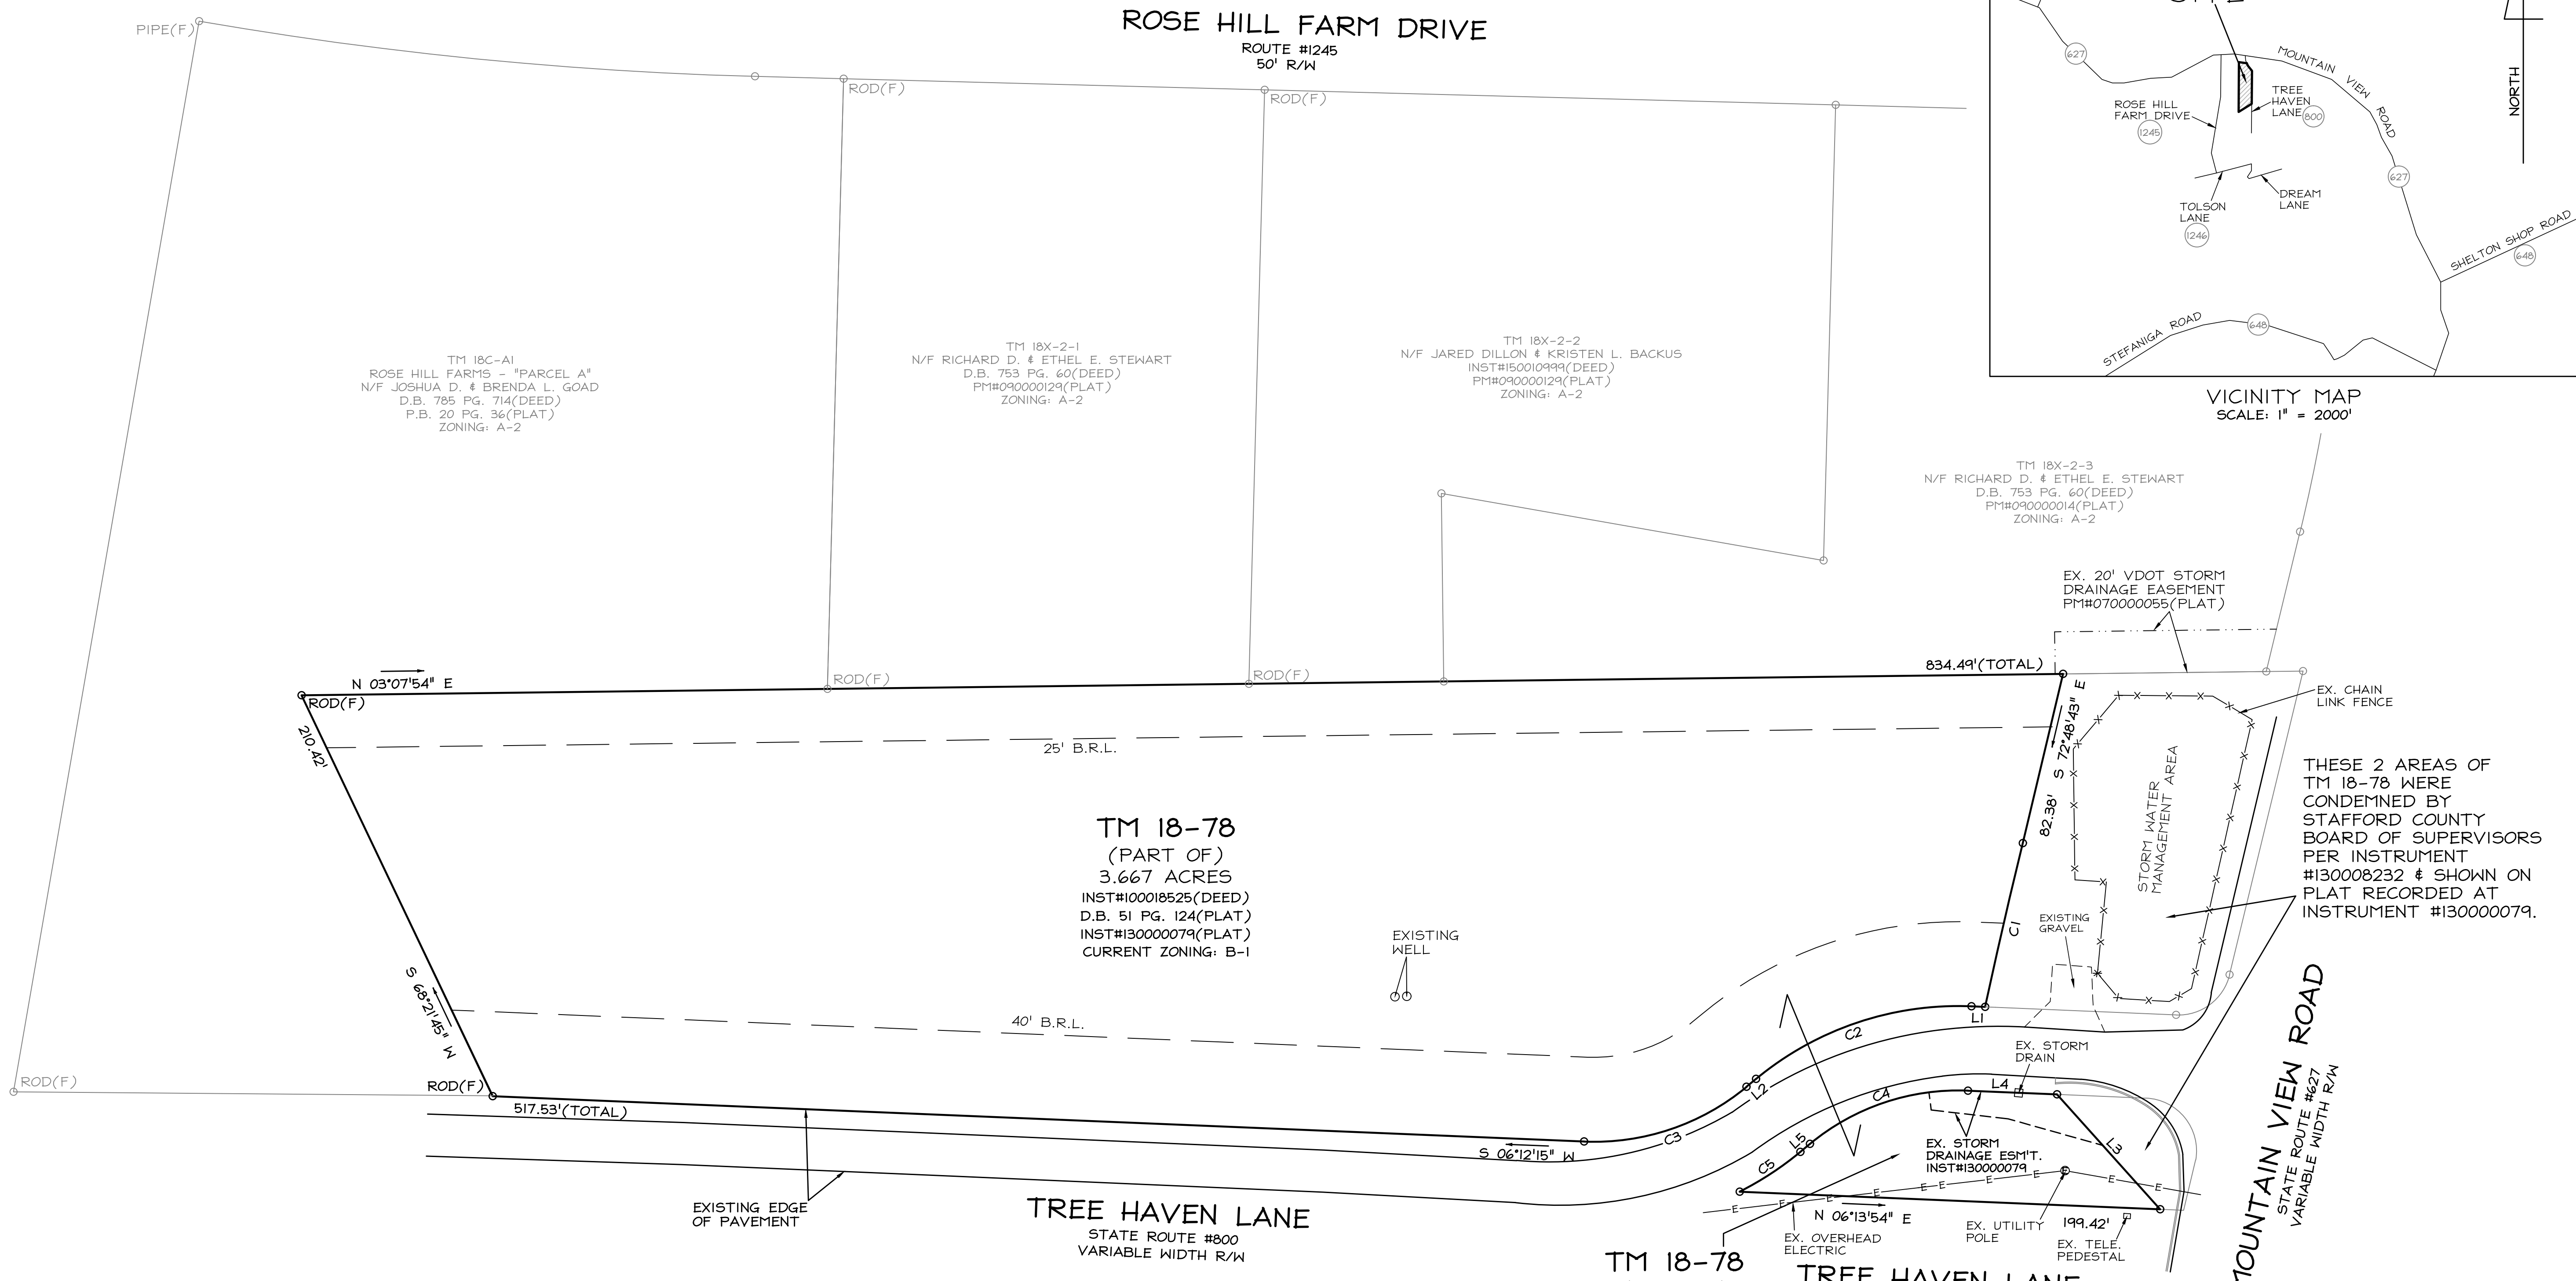 ROSE HILL FARM DRIVE
ROUTE #1245
50' R/W
PIPE(F)
ROD(F)
ROD(F)
627
MOUNTAIN VIEW ROAD
ROSE HILL
FARM DRIVE
1245
TREE
HAVEN
LANE
800
NORTH
627
TOLSON
LANE
1246
DREAM
LANE
SHELTON SHOP ROAD
648
STEFANIGA ROAD
648
VICINITY MAP
SCALE: 1" = 2000'
TM 18C-A1
ROSE HILL FARMS - "PARCEL A"
N/F JOSHUA D. & BRENDA L. GOAD
D.B. 785 PG. 714(DEED)
P.B. 20 PG. 36(PLAT)
ZONING: A-2
TM 18X-2-1
N/F RICHARD D. & ETHEL E. STEWART
D.B. 753 PG. 60(DEED)
PM#090000129(PLAT)
ZONING: A-2
TM 18X-2-2
N/F JARED DILLON & KRISTEN L. BACKUS
INST#150010999(DEED)
PM#090000129(PLAT)
ZONING: A-2
TM 18X-2-3
N/F RICHARD D. & ETHEL E. STEWART
D.B. 753 PG. 60(DEED)
PM#090000014(PLAT)
ZONING: A-2
EX. 20' VDOT STORM
DRAINAGE EASEMENT
PM#070000055(PLAT)
N 03°07'54" E
834.49'(TOTAL)
ROD(F)
ROD(F)
ROD(F)
210.42'
S 68°21'45" W
25' B.R.L.
S 72°48'43" E
82.38'
EX. CHAIN
LINK FENCE
STORM WATER
MANAGEMENT AREA
THESE 2 AREAS OF
TM 18-78 WERE
CONDEMNED BY
STAFFORD COUNTY
BOARD OF SUPERVISORS
PER INSTRUMENT
#130008232 & SHOWN ON
PLAT RECORDED AT
INSTRUMENT #130000079.
TM 18-78
(PART OF)
3.667 ACRES
INST#100018525(DEED)
D.B. 51 PG. 124(PLAT)
INST#130000079(PLAT)
CURRENT ZONING: B-1
EXISTING
WELL
EXISTING
GRAVEL
C1
L1
C2
L2
C3
40' B.R.L.
ROD(F)
ROD(F)
517.53'(TOTAL)
S 06°12'15" W
EX. STORM
DRAIN
L4
C4
L5
C5
L3
EX. STORM
DRAINAGE ESM'T.
INST#130000079
E
E
E
E
E
E
E
E
E
E
N 06°13'54" E
199.42'
EX. OVERHEAD
ELECTRIC
EX. UTILITY
POLE
EX. TELE.
PEDESTAL
EXISTING EDGE
OF PAVEMENT
TREE HAVEN LANE
STATE ROUTE #800
VARIABLE WIDTH R/W
MOUNTAIN VIEW ROAD
STATE ROUTE #627
VARIABLE WIDTH R/W
TM 18-78
TREE HAVEN LANE